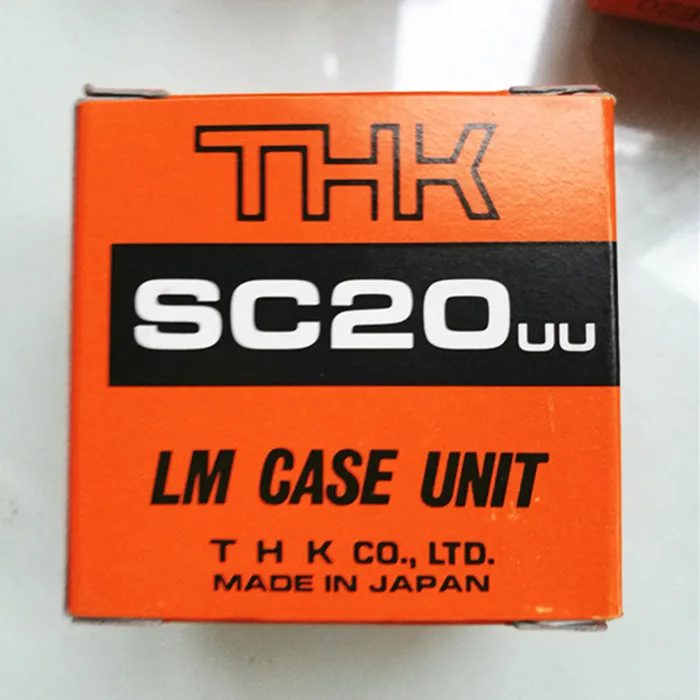 THK
SC20UU
LM CASE UNIT
T H K CO., LTD.
MADE IN JAPAN